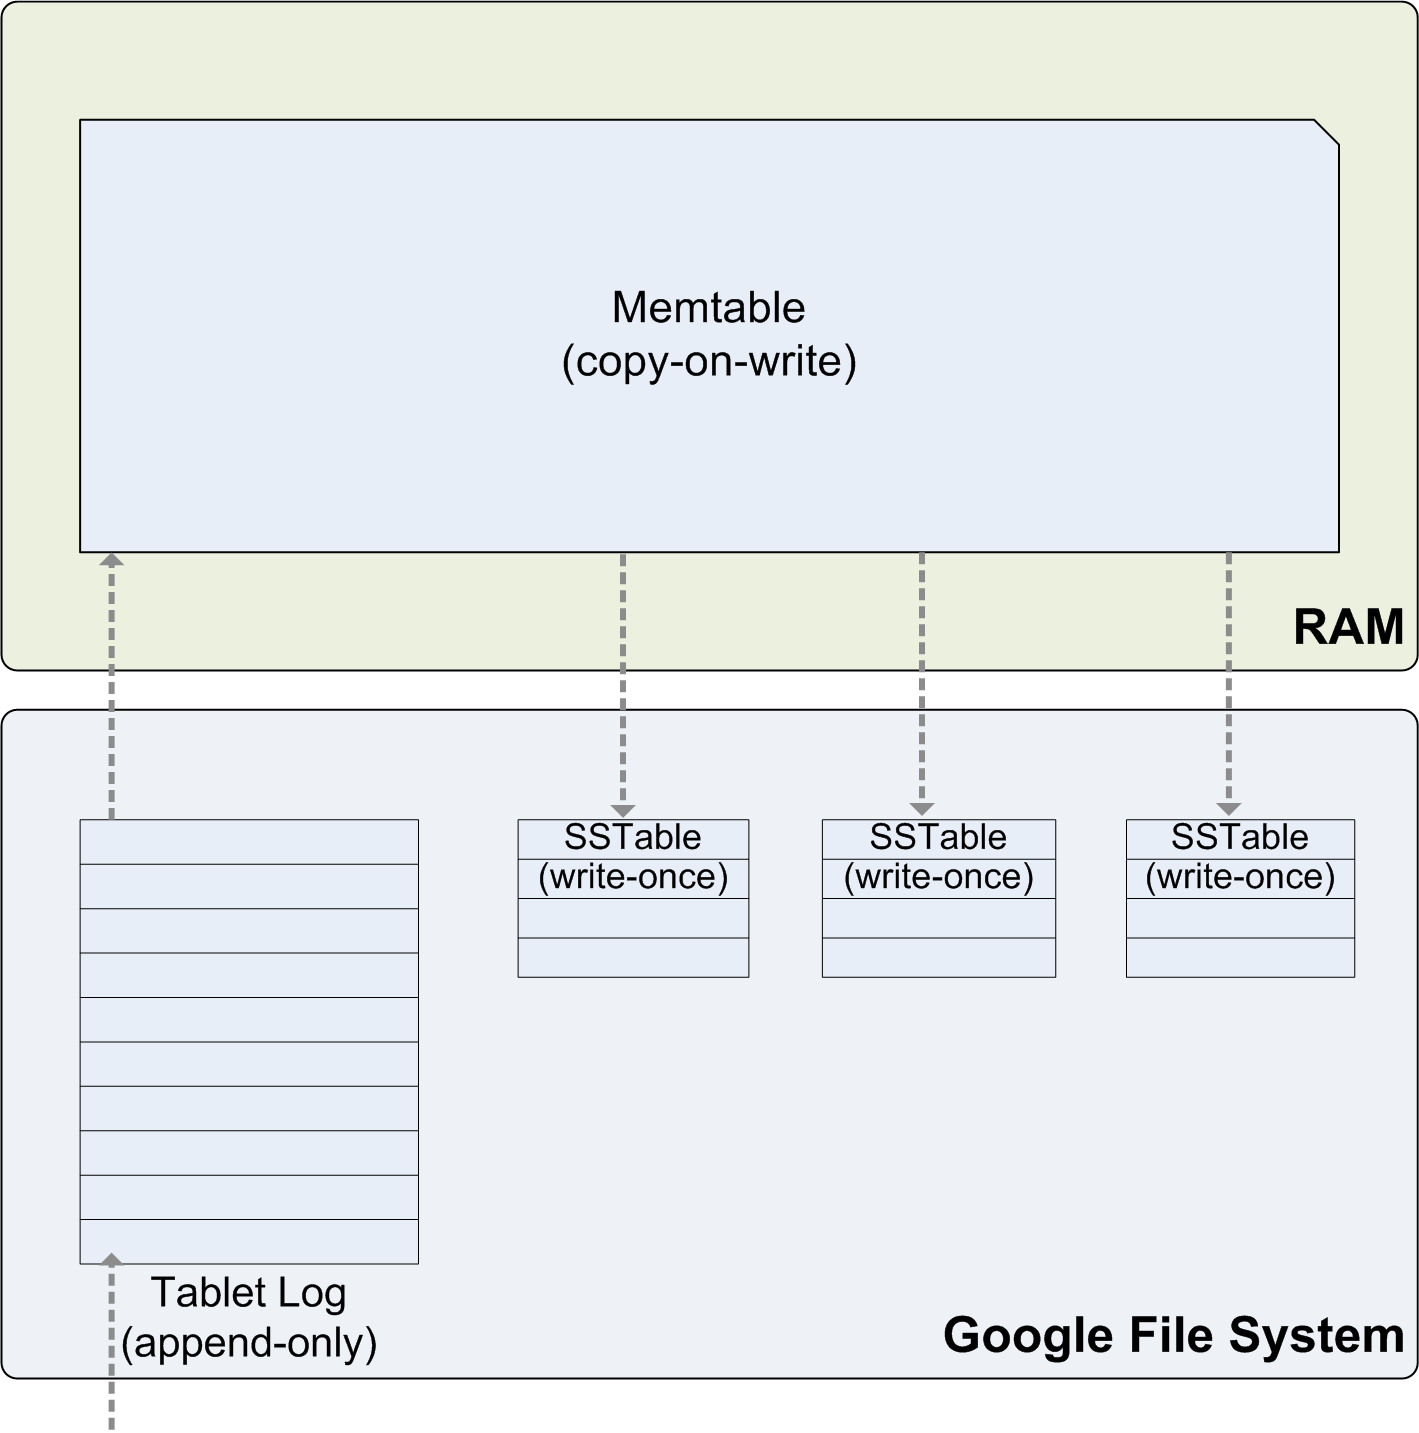 Memtable
(copy-on-write)
RAM
SSTable
(write-once)
SSTable
(write-once)
SSTable
(write-once)
Tablet Log
(append-only)
Google File System